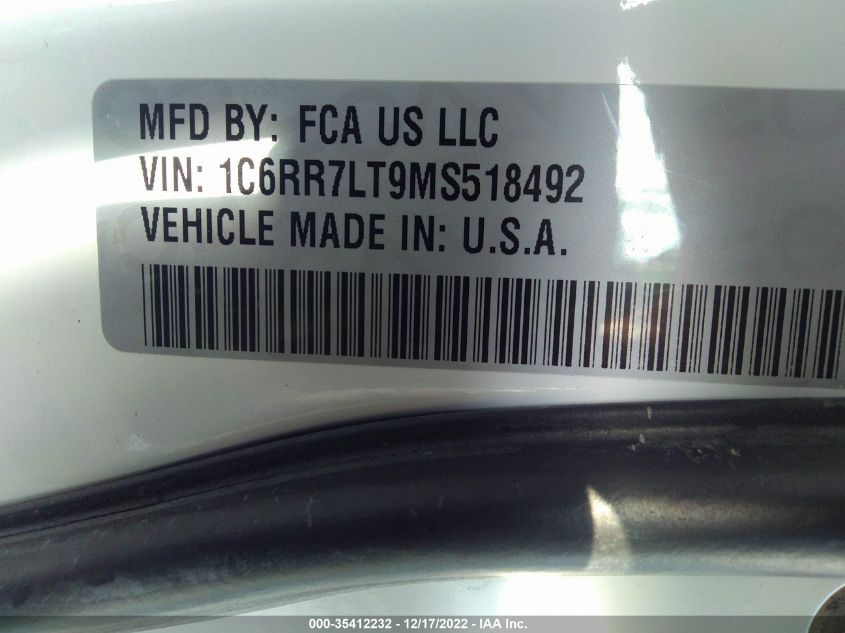 MFD BY: FCA US LLC
VIN: 1C6RR7LT9MS518492
VEHICLE MADE IN: U.S.A.
000-35412232 - 12/17/2022 - IAA Inc.